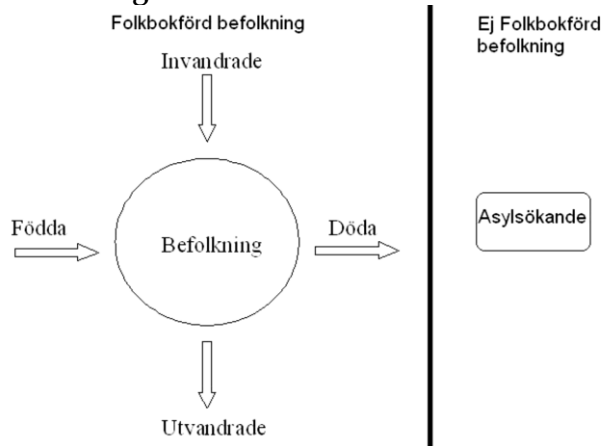 Folkbokförd befolkning
Ej Folkbokförd
befolkning
Invandrade
Födda
Befolkning
Döda
Asylsökande
Utvandrade